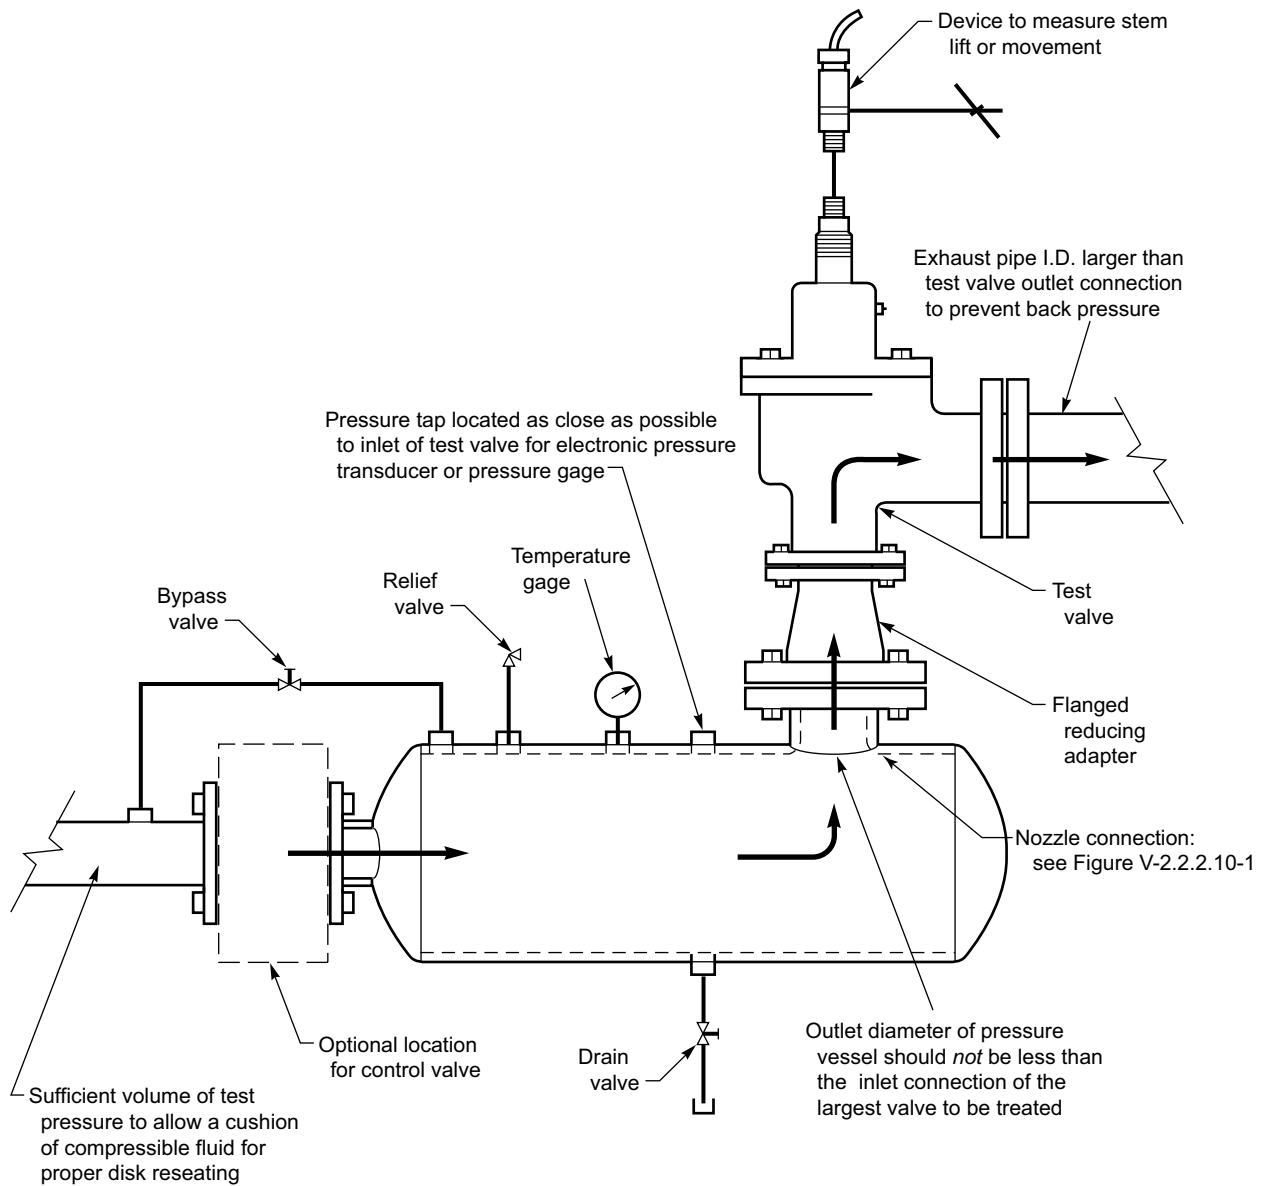 Device to measure stem
lift or movement
Exhaust pipe I.D. larger than
test valve outlet connection
to prevent back pressure
Pressure tap located as close as possible
to inlet of test valve for electronic pressure
transducer or pressure gage
Temperature
gage
Relief
valve
Bypass
valve
Test
valve
Flanged
reducing
adapter
Nozzle connection:
see Figure V-2.2.2.10-1
Optional location
for control valve
Drain
valve
Outlet diameter of pressure
vessel should not be less than
the inlet connection of the
largest valve to be treated
Sufficient volume of test
pressure to allow a cushion
of compressible fluid for
proper disk reseating